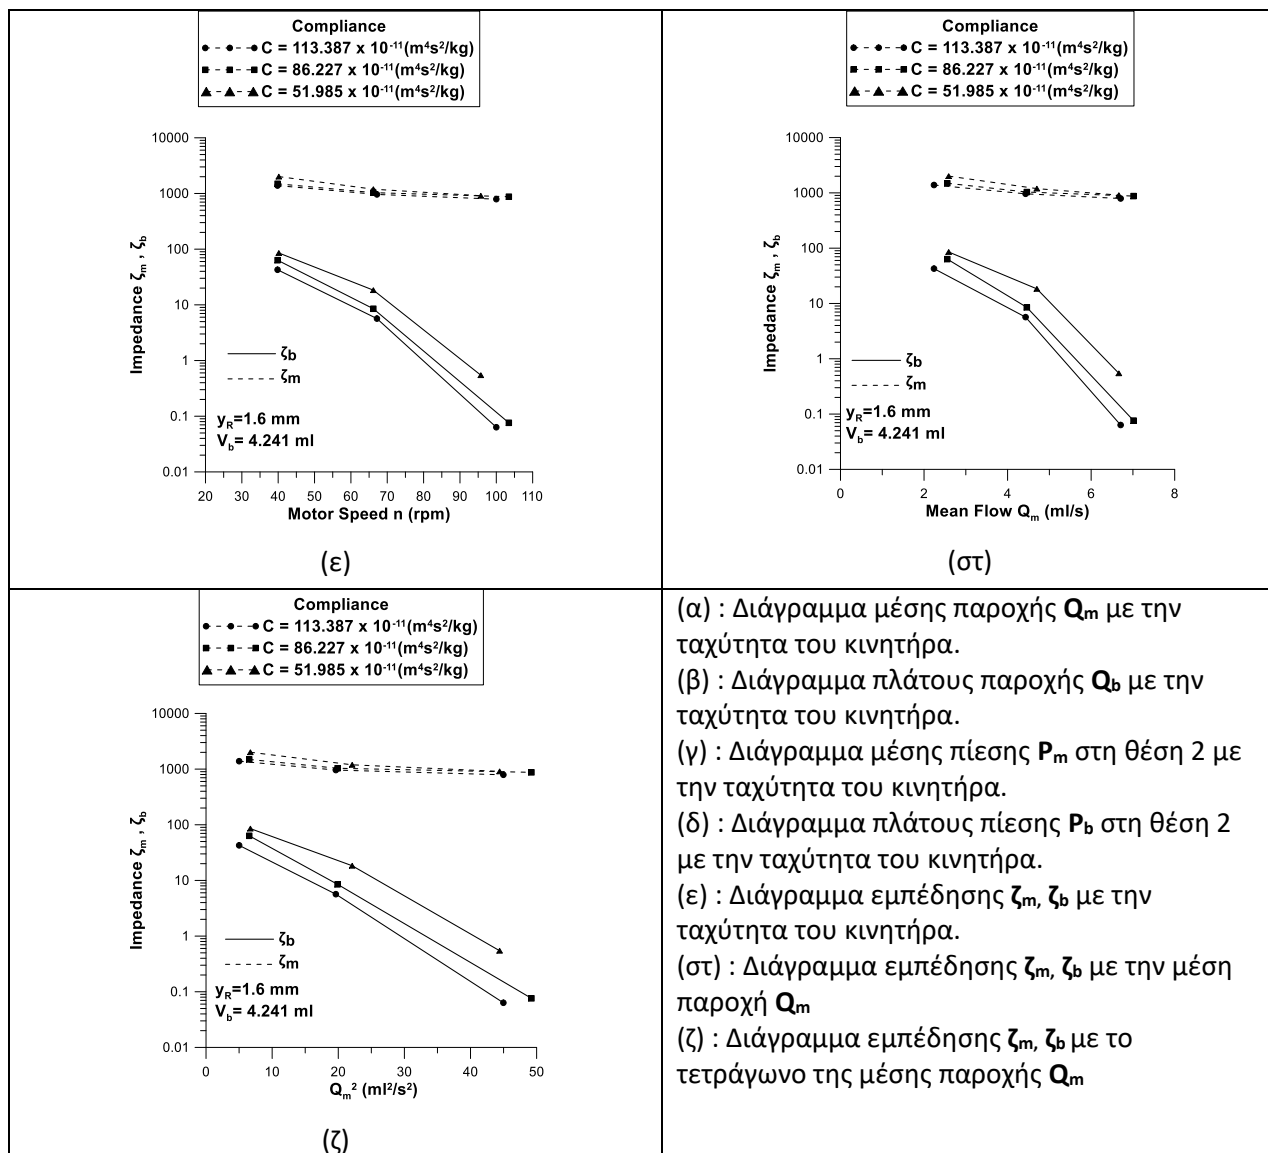 Compliance
C = 113.387 x 10⁻¹¹(m⁴s²/kg)
C = 86.227 x 10⁻¹¹(m⁴s²/kg)
C = 51.985 x 10⁻¹¹(m⁴s²/kg)
10000
1000
100
10
1
0.1
0.01
Impedance ζm , ζb
ζb
ζm
yR=1.6 mm
Vb= 4.241 ml
20 30 40 50 60 70 80 90 100 110
Motor Speed n (rpm)
(ε)
Compliance
C = 113.387 x 10⁻¹¹(m⁴s²/kg)
C = 86.227 x 10⁻¹¹(m⁴s²/kg)
C = 51.985 x 10⁻¹¹(m⁴s²/kg)
10000
1000
100
10
1
0.1
0.01
Impedance ζm , ζb
ζb
ζm
yR=1.6 mm
Vb= 4.241 ml
0 2 4 6 8
Mean Flow Qm (ml/s)
(στ)
Compliance
C = 113.387 x 10⁻¹¹(m⁴s²/kg)
C = 86.227 x 10⁻¹¹(m⁴s²/kg)
C = 51.985 x 10⁻¹¹(m⁴s²/kg)
10000
1000
100
10
1
0.1
0.01
Impedance ζm , ζb
ζb
ζm
yR=1.6 mm
Vb= 4.241 ml
0 10 20 30 40 50
Qm² (ml²/s²)
(ζ)
(α) : Διάγραμμα μέσης παροχής Qm με την
ταχύτητα του κινητήρα.
(β) : Διάγραμμα πλάτους παροχής Qb με την
ταχύτητα του κινητήρα.
(γ) : Διάγραμμα μέσης πίεσης Pm στη θέση 2 με
την ταχύτητα του κινητήρα.
(δ) : Διάγραμμα πλάτους πίεσης Pb στη θέση 2
με την ταχύτητα του κινητήρα.
(ε) : Διάγραμμα εμπέδησης ζm, ζb με την
ταχύτητα του κινητήρα.
(στ) : Διάγραμμα εμπέδησης ζm, ζb με την μέση
παροχή Qm
(ζ) : Διάγραμμα εμπέδησης ζm, ζb με το
τετράγωνο της μέσης παροχής Qm